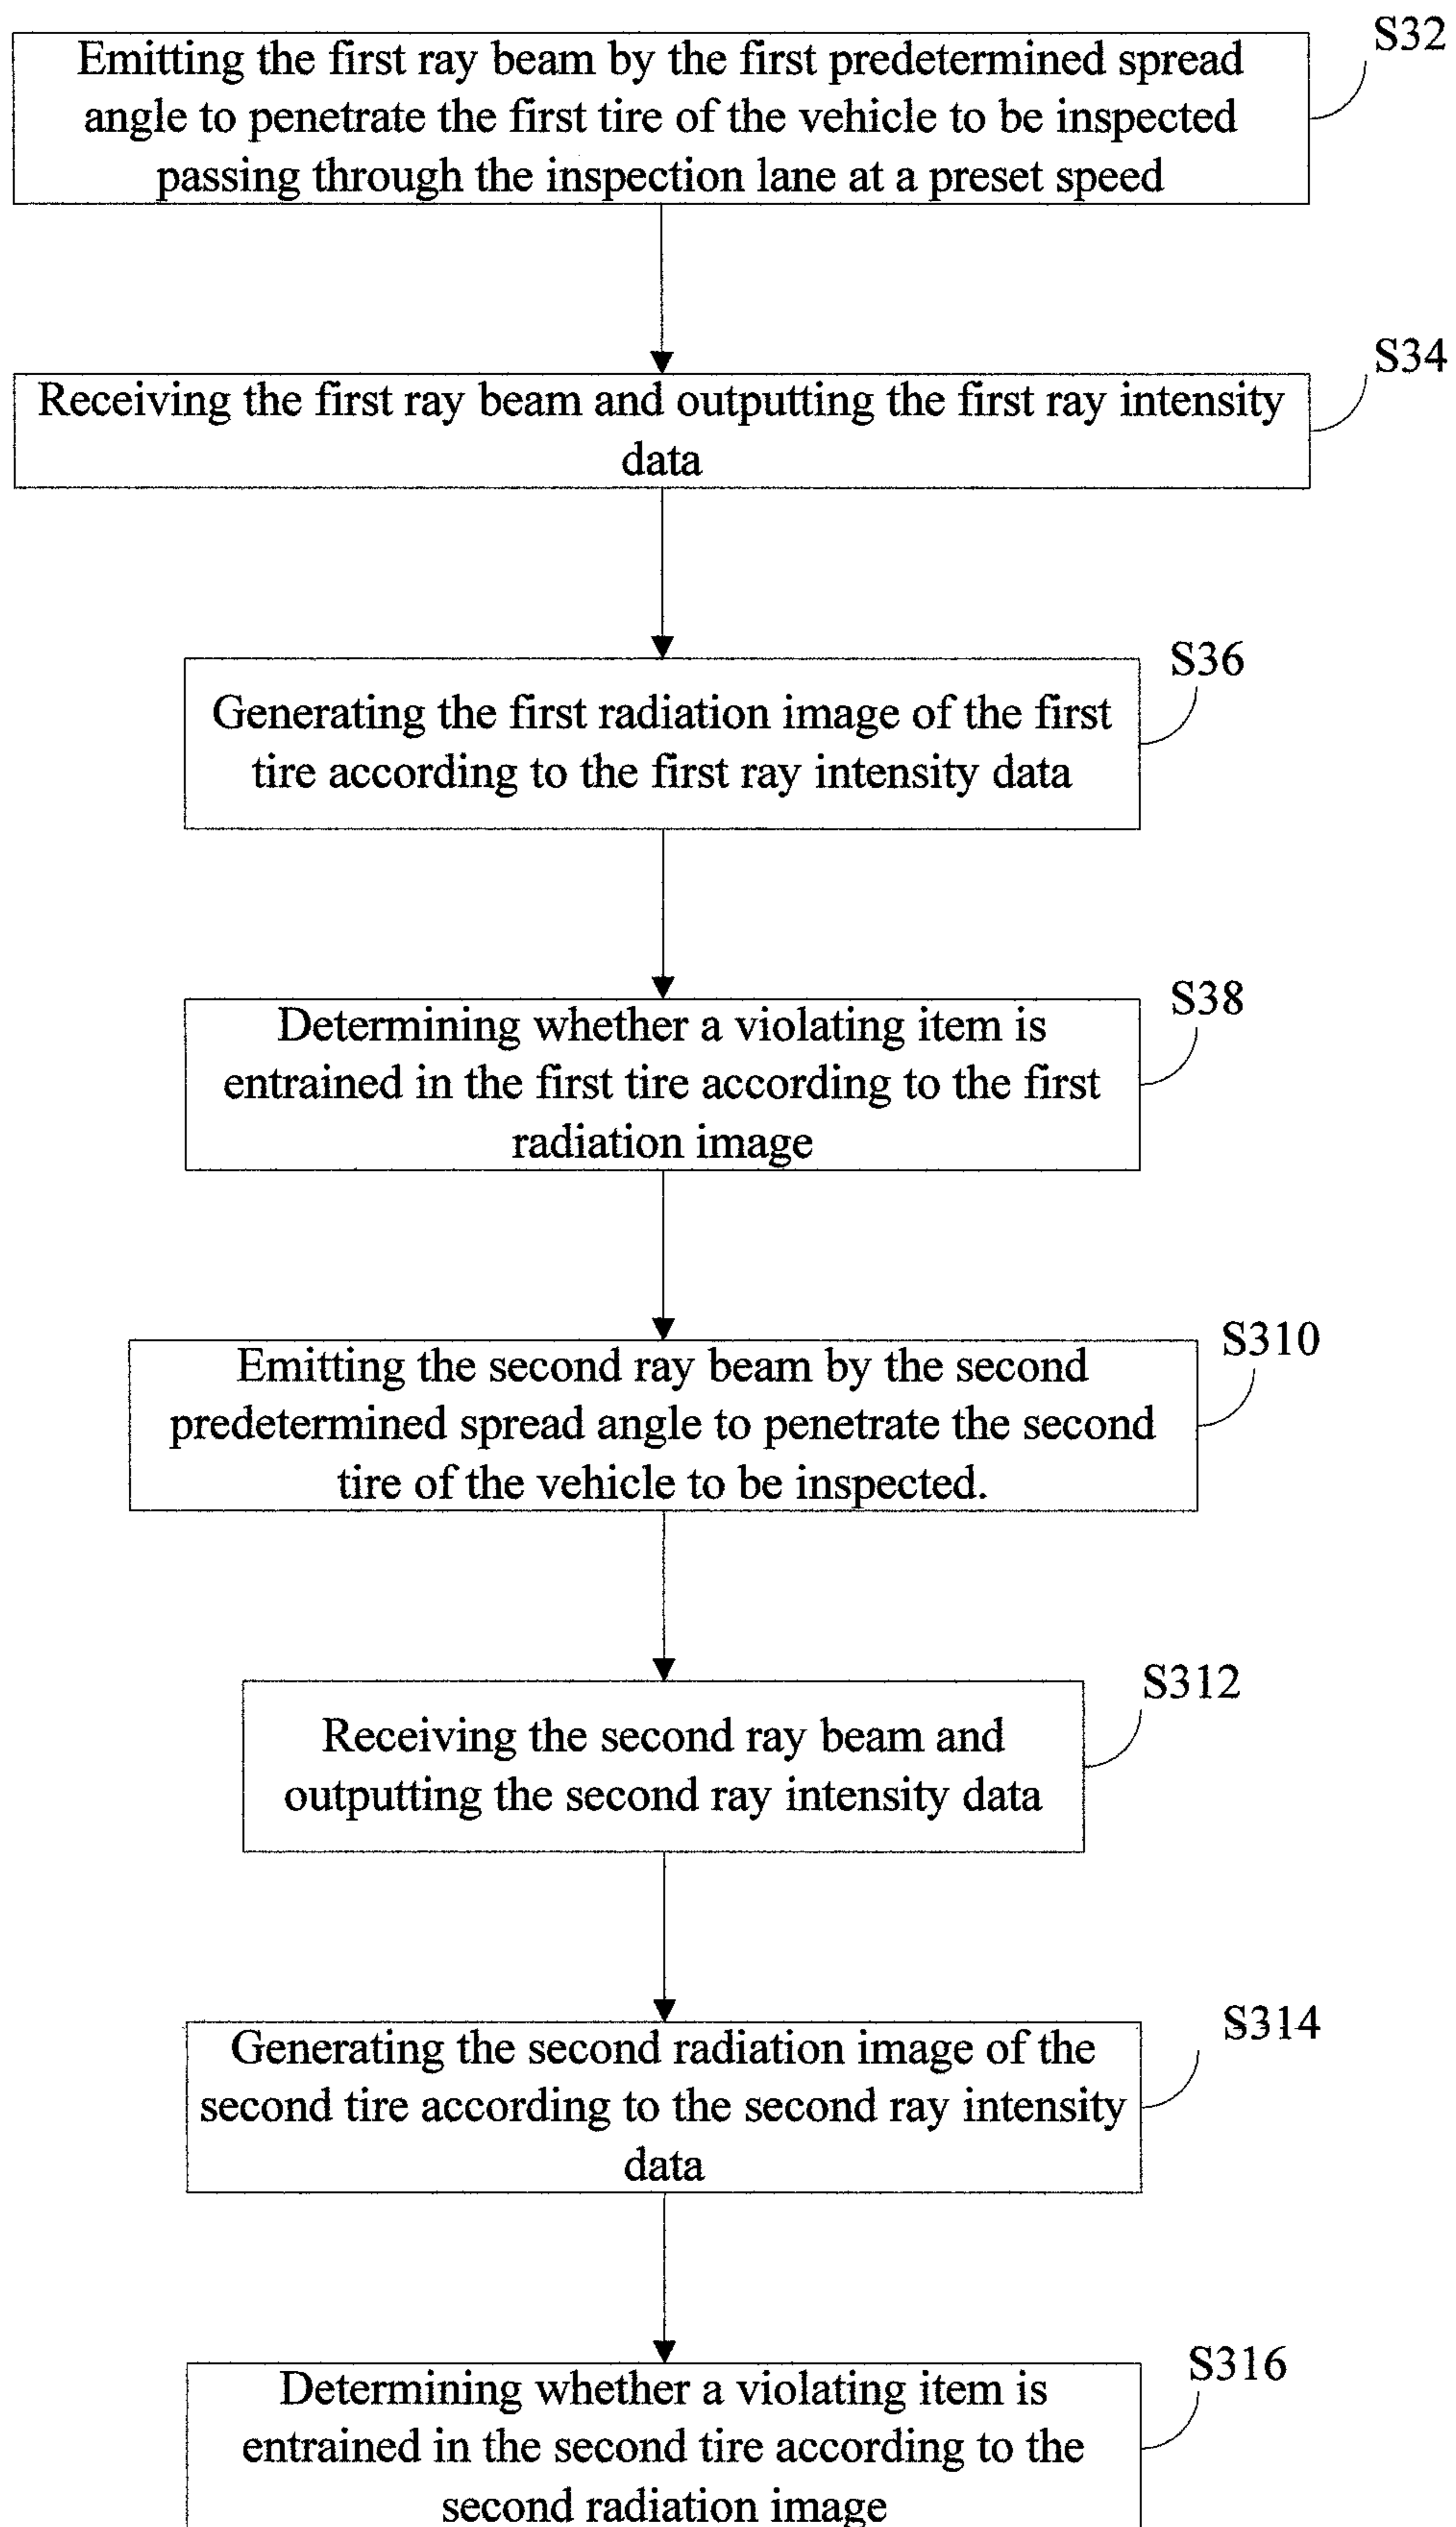 S32
Emitting the first ray beam by the first predetermined spread
angle to penetrate the first tire of the vehicle to be inspected
passing through the inspection lane at a preset speed
S34
Receiving the first ray beam and outputting the first ray intensity
data
S36
Generating the first radiation image of the first
tire according to the first ray intensity data
S38
Determining whether a violating item is
entrained in the first tire according to the first
radiation image
S310
Emitting the second ray beam by the second
predetermined spread angle to penetrate the second
tire of the vehicle to be inspected.
S312
Receiving the second ray beam and
outputting the second ray intensity data
S314
Generating the second radiation image of the
second tire according to the second ray intensity
data
S316
Determining whether a violating item is
entrained in the second tire according to the
second radiation image